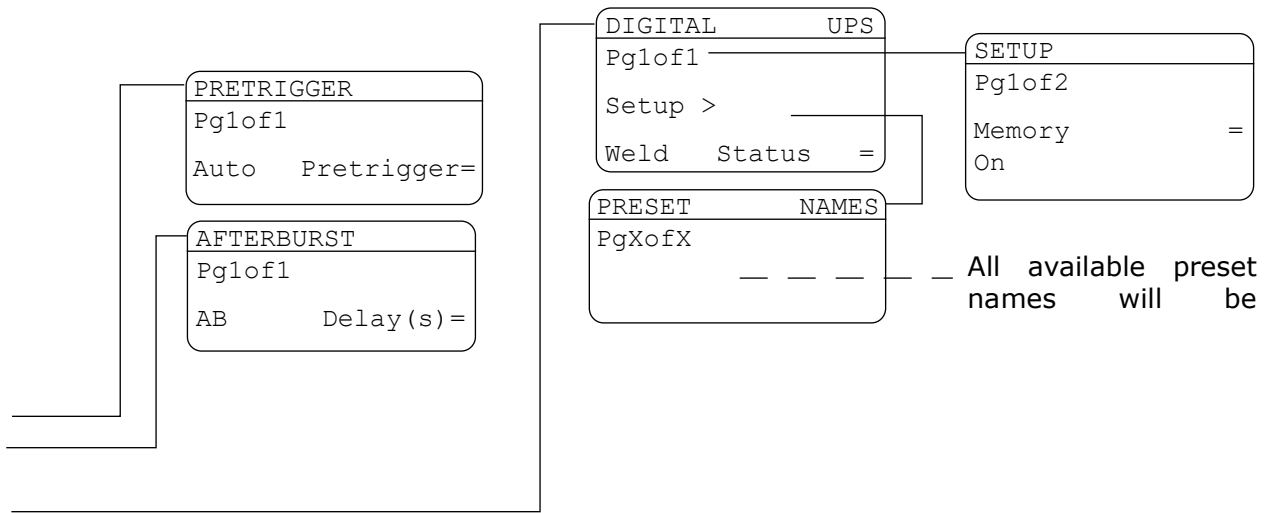 PRETRIGGER
Pg1of1
Auto Pretrigger=
AFTERBURST
Pg1of1
AB Delay(s)=
DIGITAL UPS
Pg1of1
Setup >
Weld Status =
PRESET NAMES
PgXofX
SETUP
Pg1of2
Memory =
On
All available preset
names will be